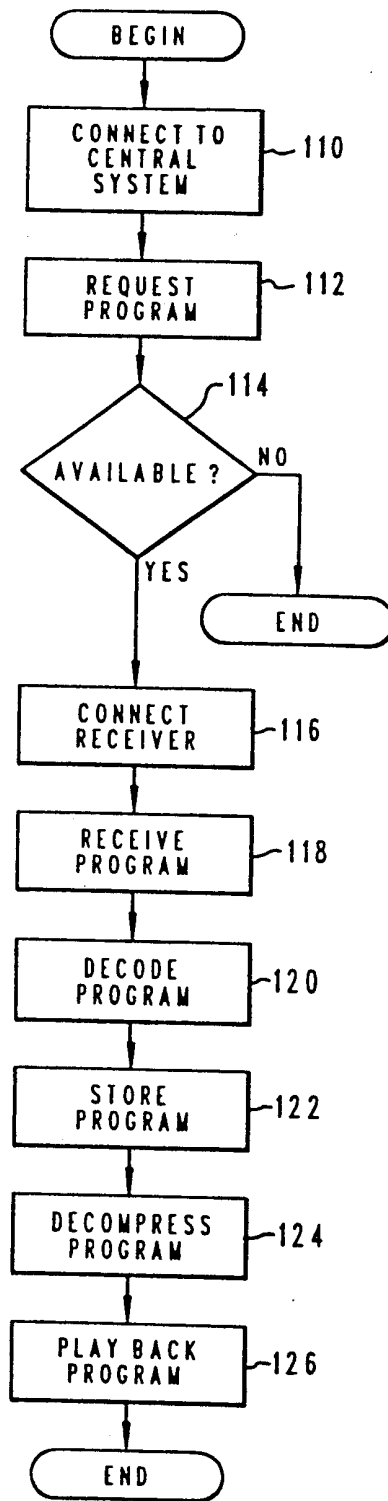 BEGIN
CONNECT TO
CENTRAL
SYSTEM
110
REQUEST
PROGRAM
112
114
AVAILABLE ?
NO
YES
END
CONNECT
RECEIVER
116
RECEIVE
PROGRAM
118
DECODE
PROGRAM
120
STORE
PROGRAM
122
DECOMPRESS
PROGRAM
124
PLAY BACK
PROGRAM
126
END